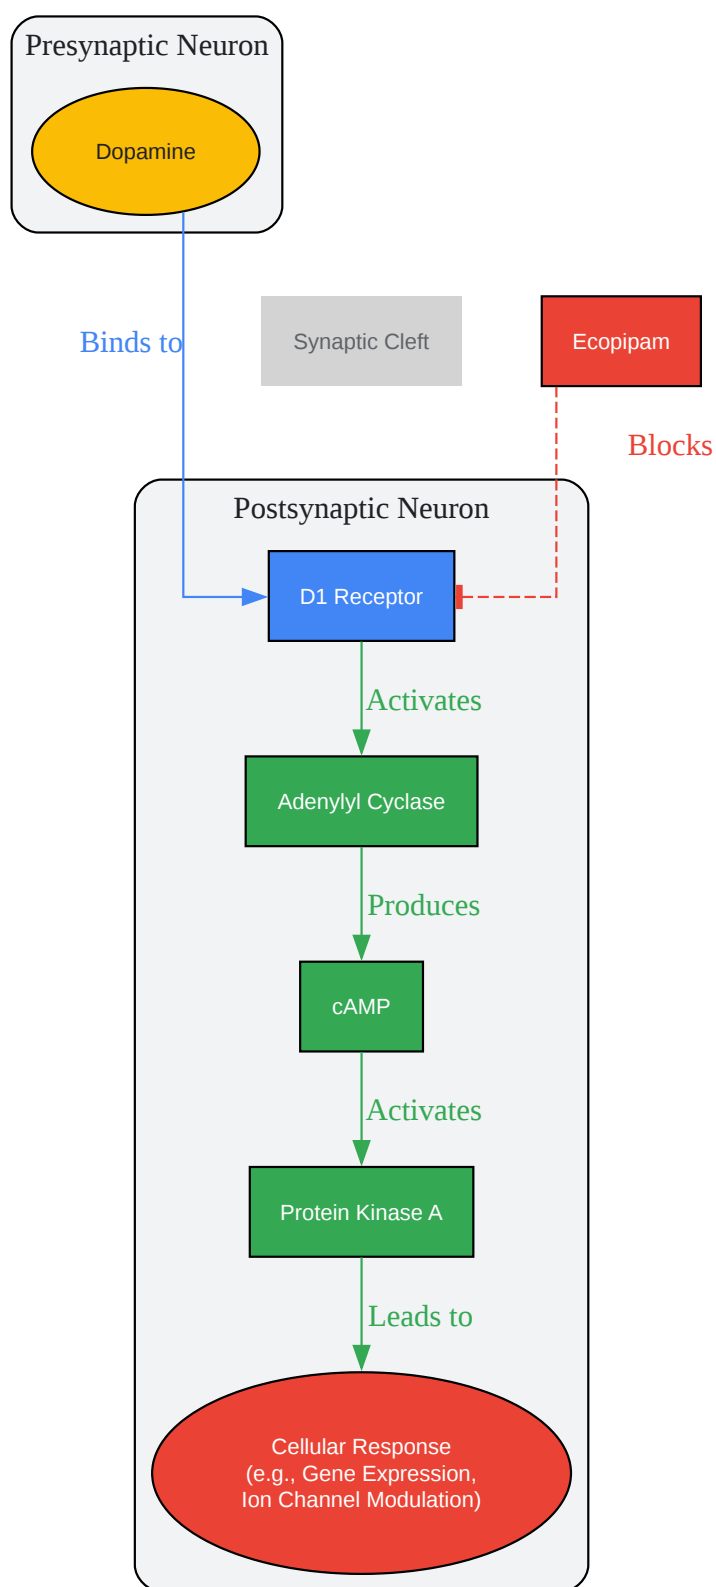 Presynaptic Neuron
Dopamine
Binds to
Synaptic Cleft
Ecopipam
Blocks
Postsynaptic Neuron
D1 Receptor
Activates
Adenylyl Cyclase
Produces
cAMP
Activates
Protein Kinase A
Leads to
Cellular Response
(e.g., Gene Expression,
Ion Channel Modulation)